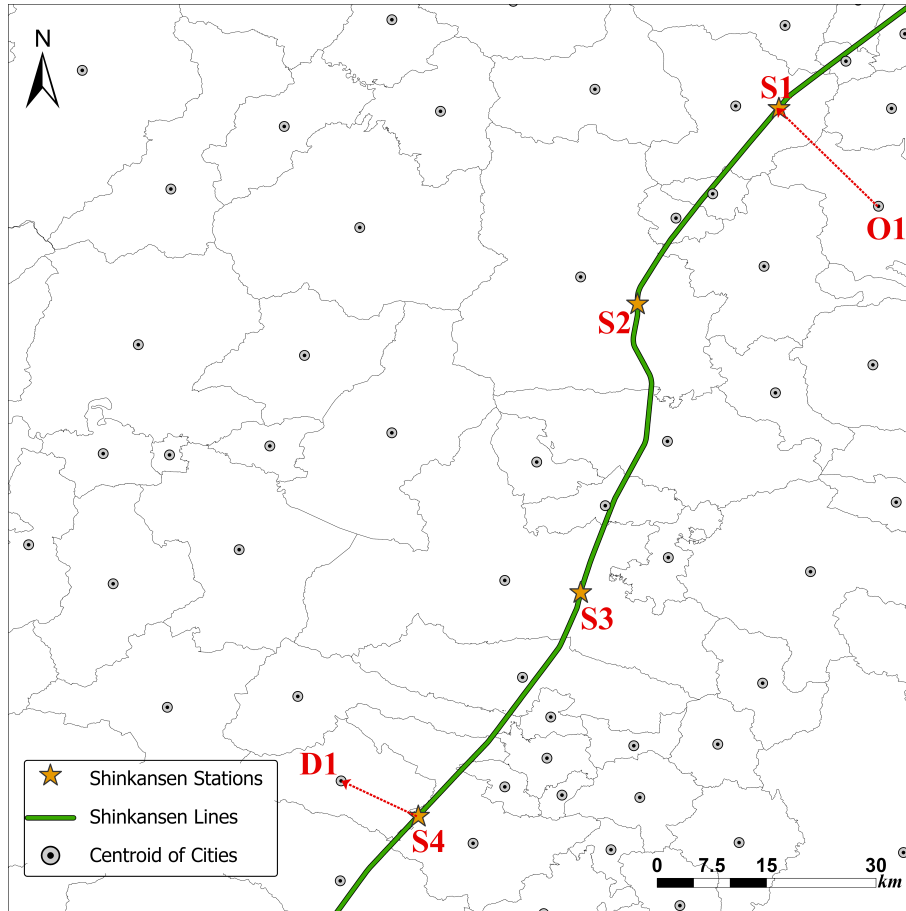 N
S1
O1
S2
S3
D1
S4
Shinkansen Stations
Shinkansen Lines
Centroid of Cities
0 7.5 15 30
km